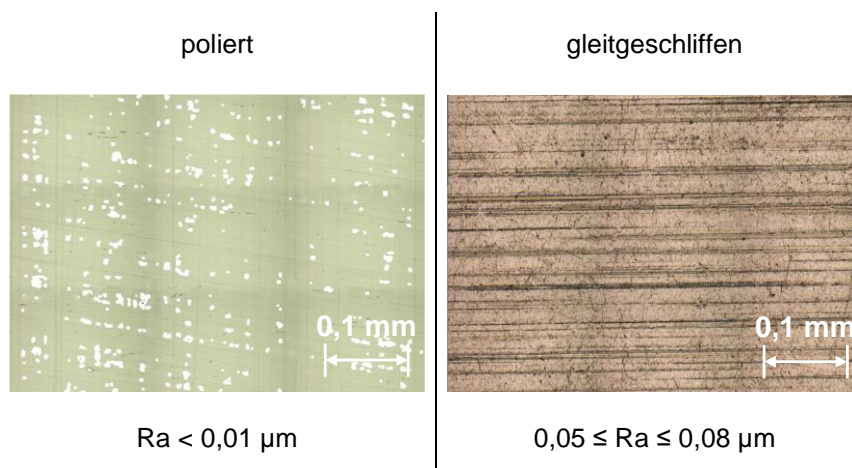 poliert
gleitgeschliffen
0,1 mm
0,1 mm
Ra < 0,01 µm
0,05 ≤ Ra ≤ 0,08 µm